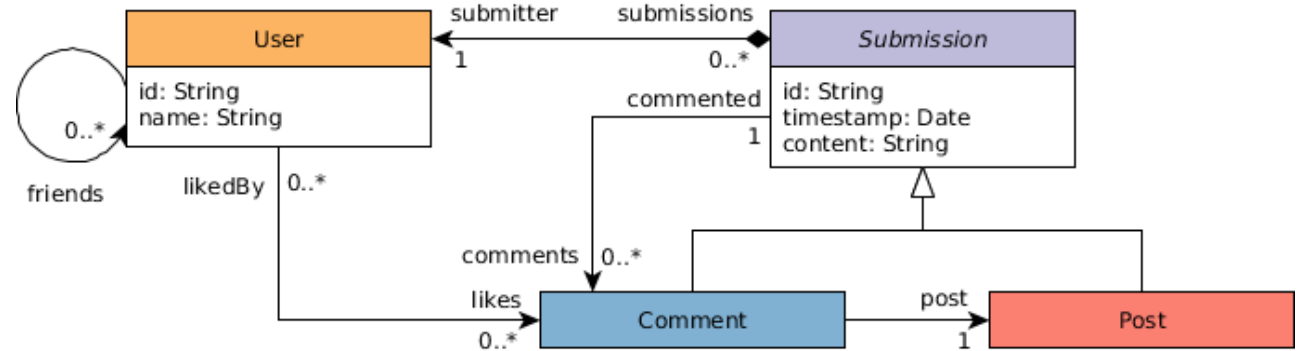 submitter
submissions
User
Submission
1
0..*
id: String
name: String
id: String
timestamp: Date
content: String
commented
1
0..*
friends
likedBy
0..*
comments
0..*
likes
0..*
Comment
post
1
Post